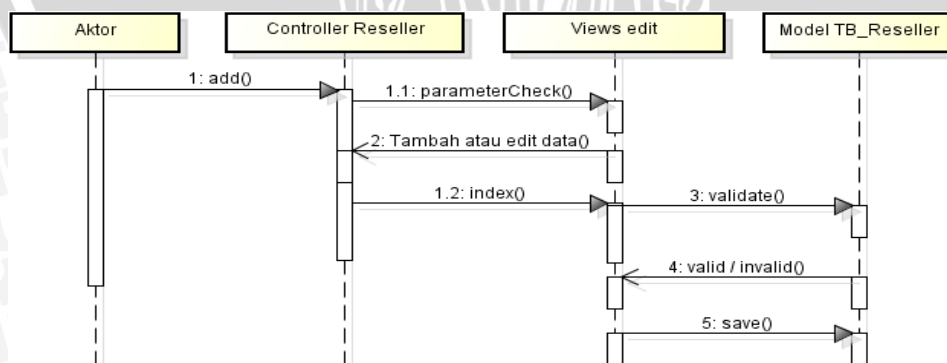 Aktor
Controller Reseller
Views edit
Model TB_Reseller
1: add()
1.1: parameterCheck()
2: Tambah atau edit data()
1.2: index()
3: validate()
4: valid / invalid()
5: save()